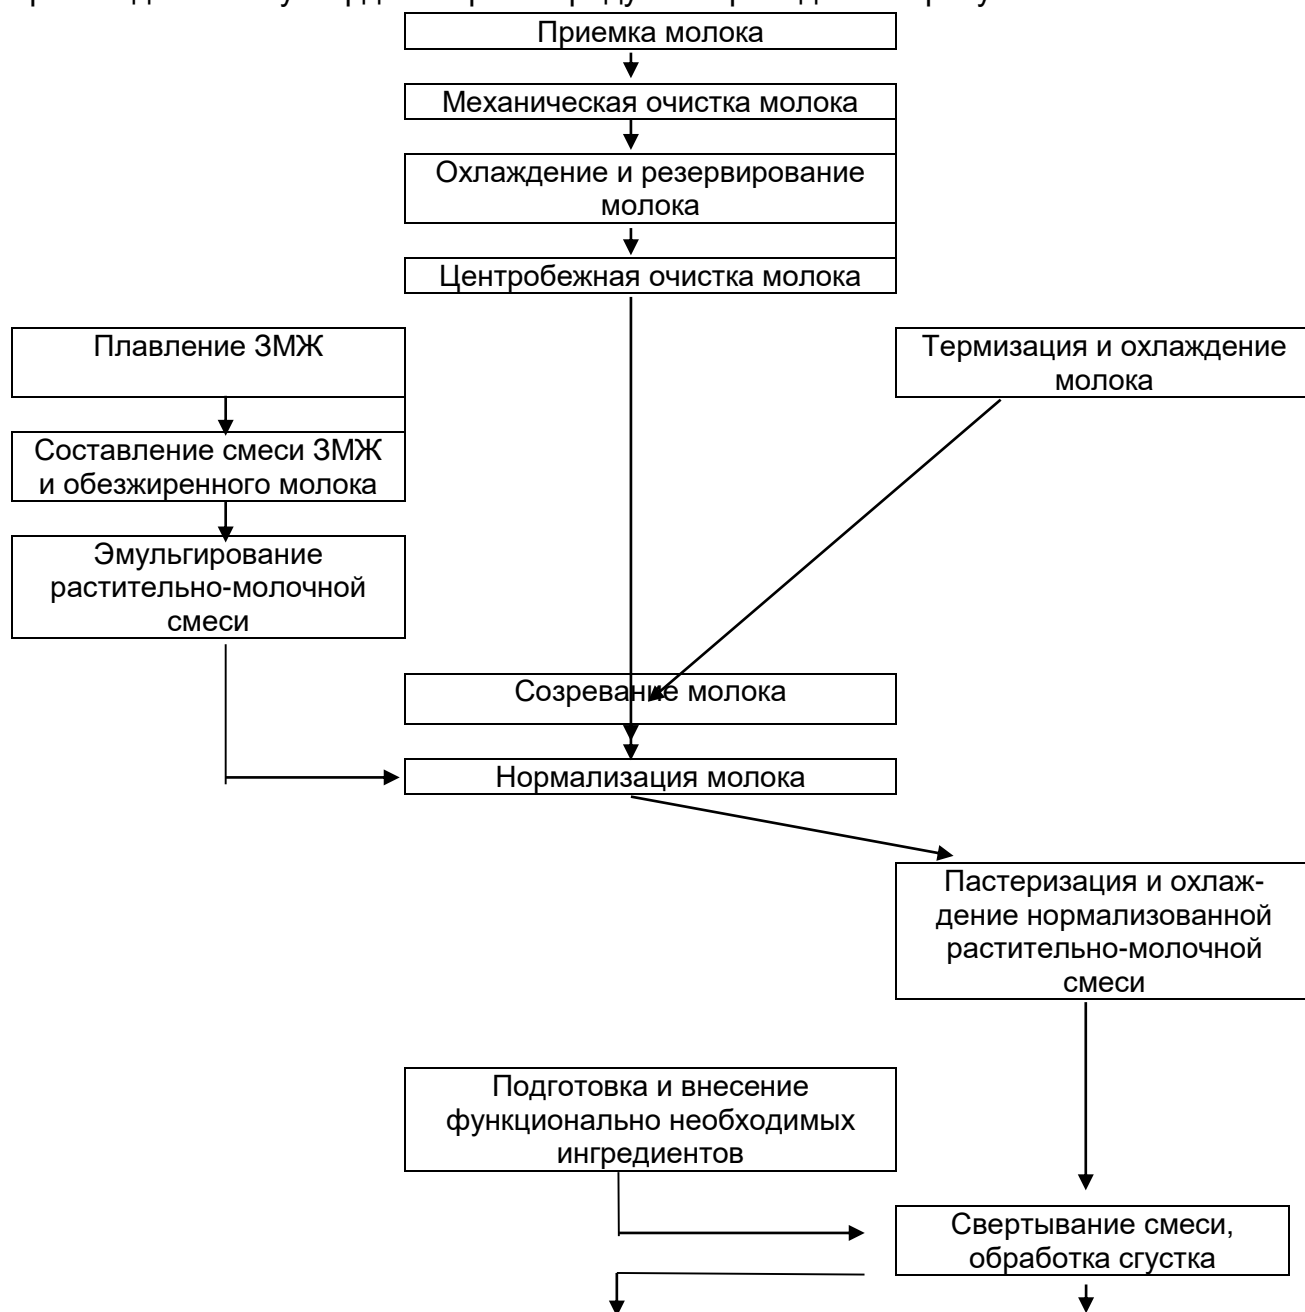 Приемка молока
Механическая очистка молока
Охлаждение и резервирование
молока
Центробежная очистка молока
Плавление ЗМЖ
Термизация и охлаждение
молока
Составление смеси ЗМЖ
и обезжиренного молока
Эмульгирование
растительно-молочной
смеси
Созревание молока
Нормализация молока
Пастеризация и охлаж-
дение нормализованной
растительно-молочной
смеси
Подготовка и внесение
функционально необходимых
ингредиентов
Свертывание смеси,
обработка сгустка